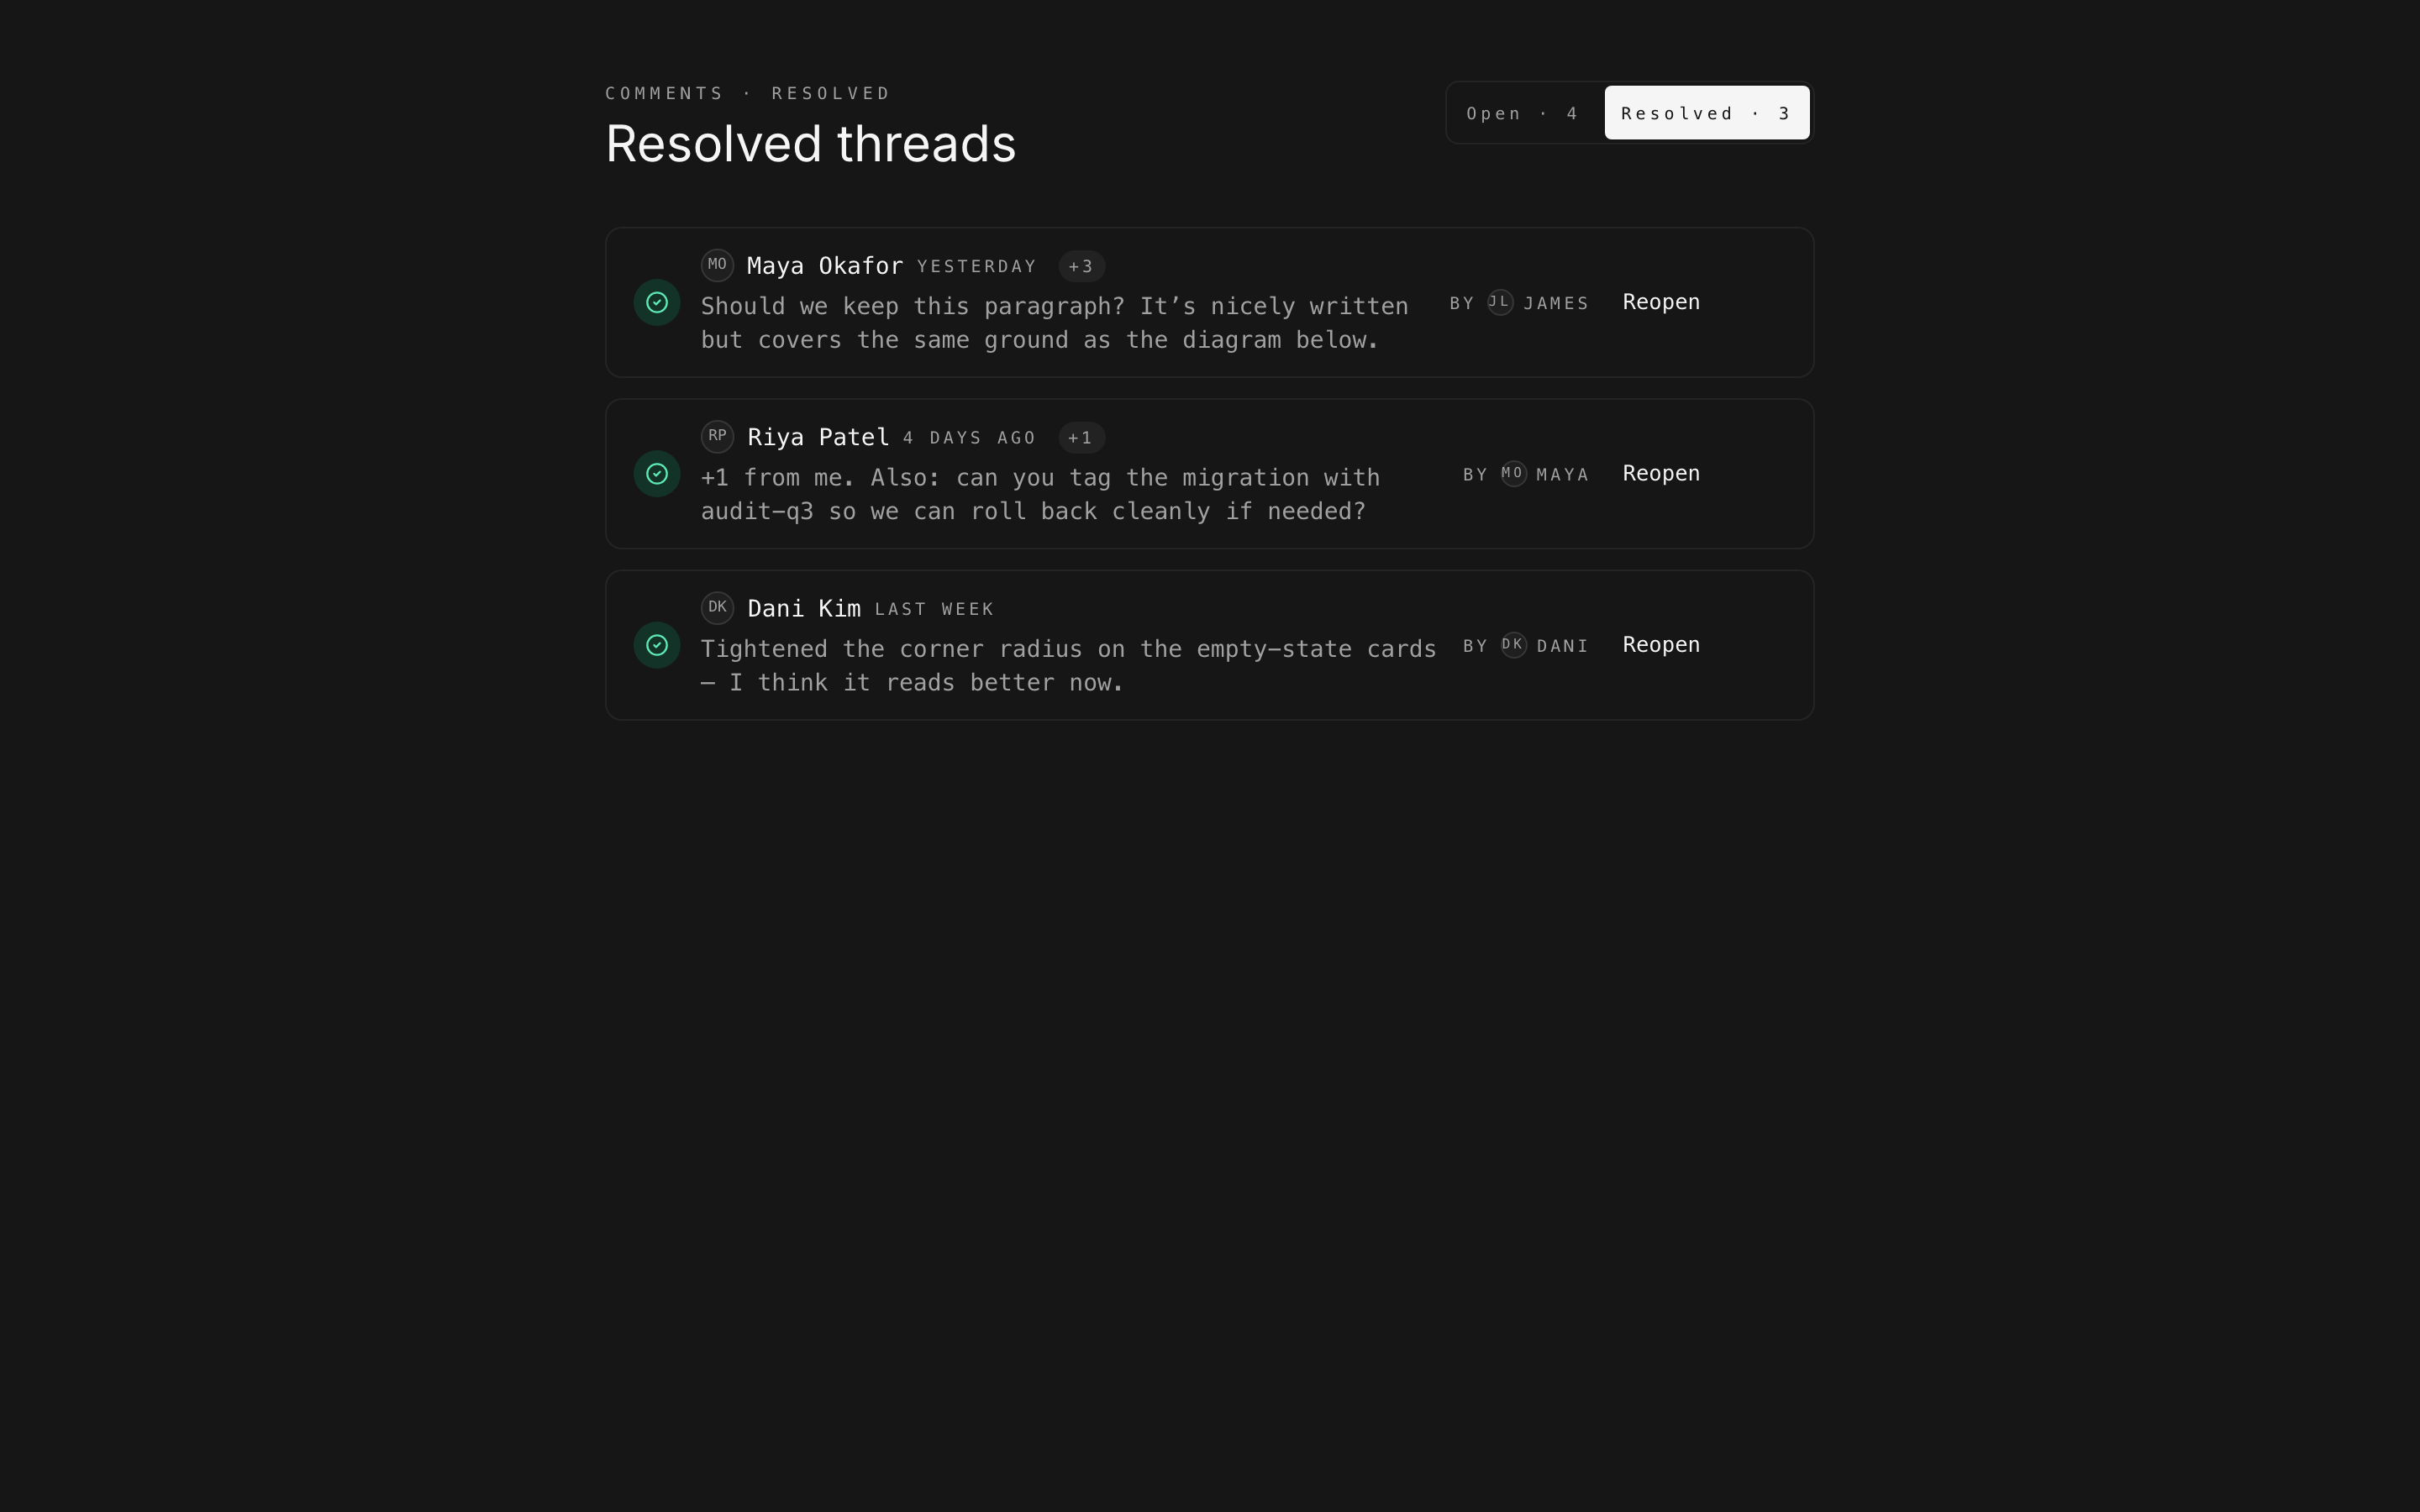 COMMENTS · RESOLVED
Resolved threads
Open · 4
Resolved · 3
MO Maya Okafor YESTERDAY +3
Should we keep this paragraph? It’s nicely written
but covers the same ground as the diagram below.
BY JL JAMES Reopen
RP Riya Patel 4 DAYS AGO +1
+1 from me. Also: can you tag the migration with
audit-q3 so we can roll back cleanly if needed?
BY MO MAYA Reopen
DK Dani Kim LAST WEEK
Tightened the corner radius on the empty-state cards
— I think it reads better now.
BY DK DANI Reopen